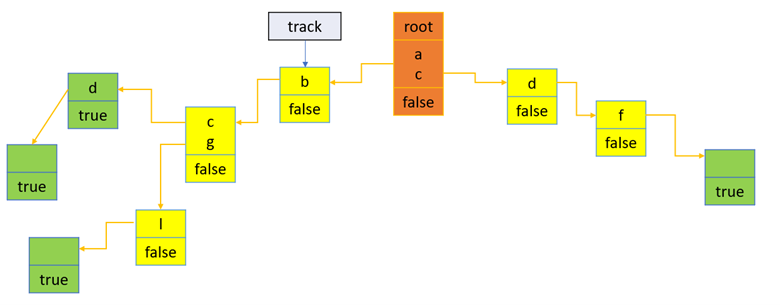 track
root
a
c
false
b
false
d
true
c
g
false
d
false
f
false
true
true
l
false
true